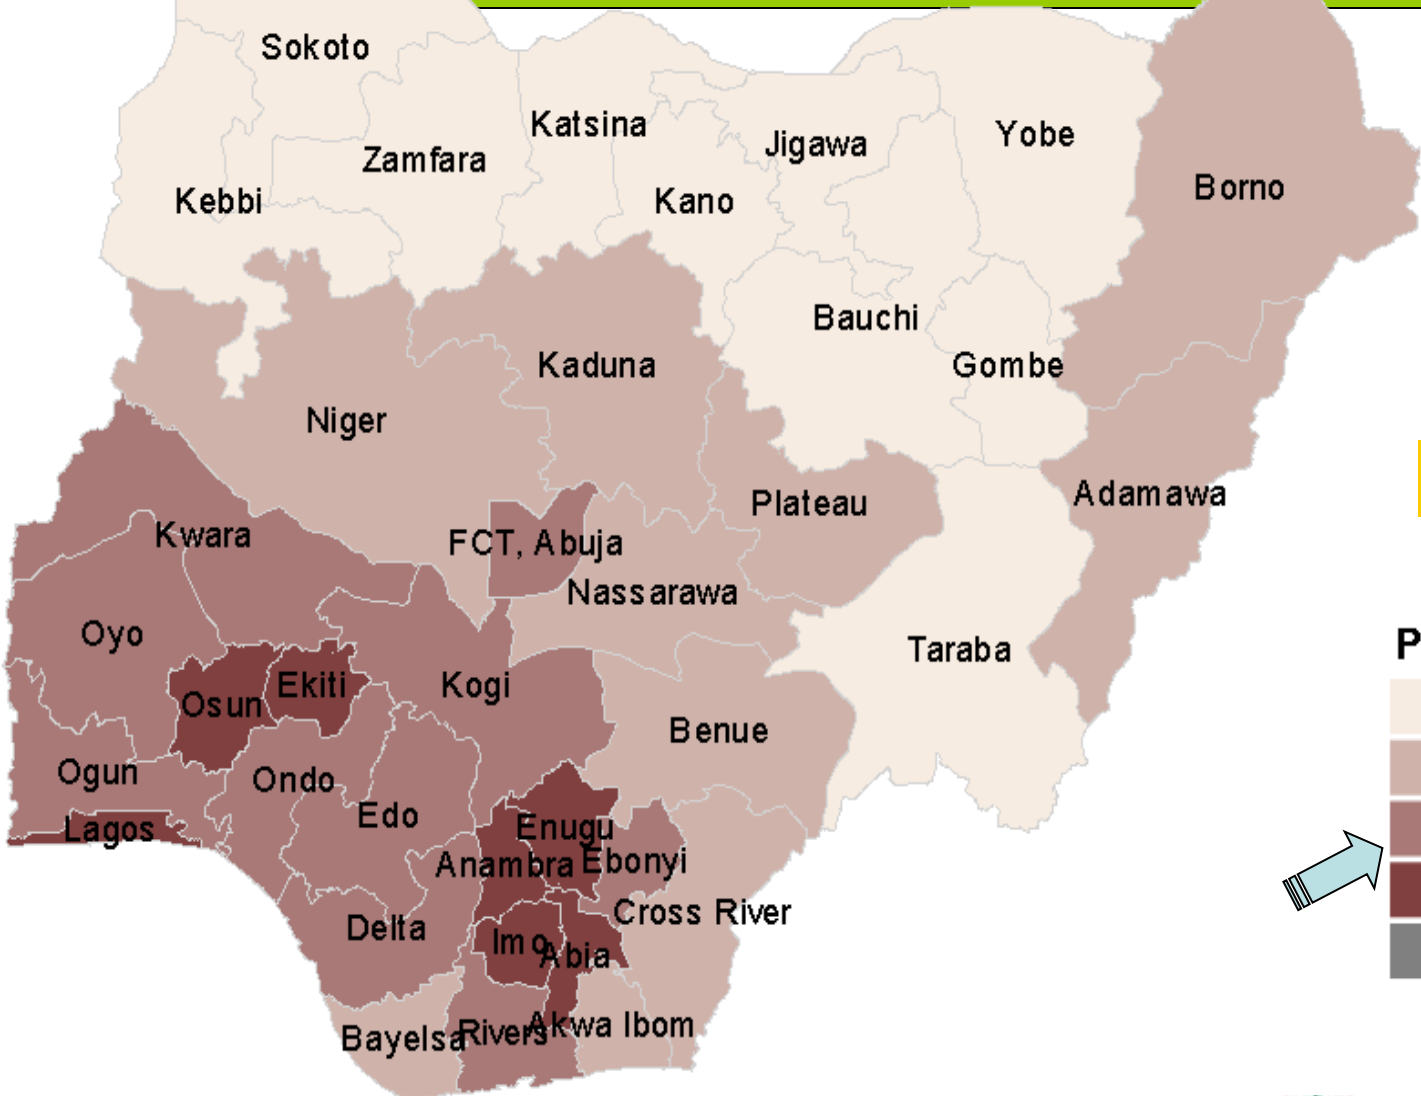 Sokoto
Katsina
Jigawa
Yobe
Zamfara
Borno
Kebbi
Kano
Bauchi
Kaduna
Gombe
Niger
Adamawa
Plateau
Kwara
FCT, Abuja
Nassarawa
Oyo
Taraba
P
Ekiti
Kogi
Osun
Benue
Ogun
Ondo
Edo
Lagos
Enugu
Anambra
Ebonyi
Cross River
Delta
Imo
Abia
Bayelsa
Rivers
Akwa Ibom